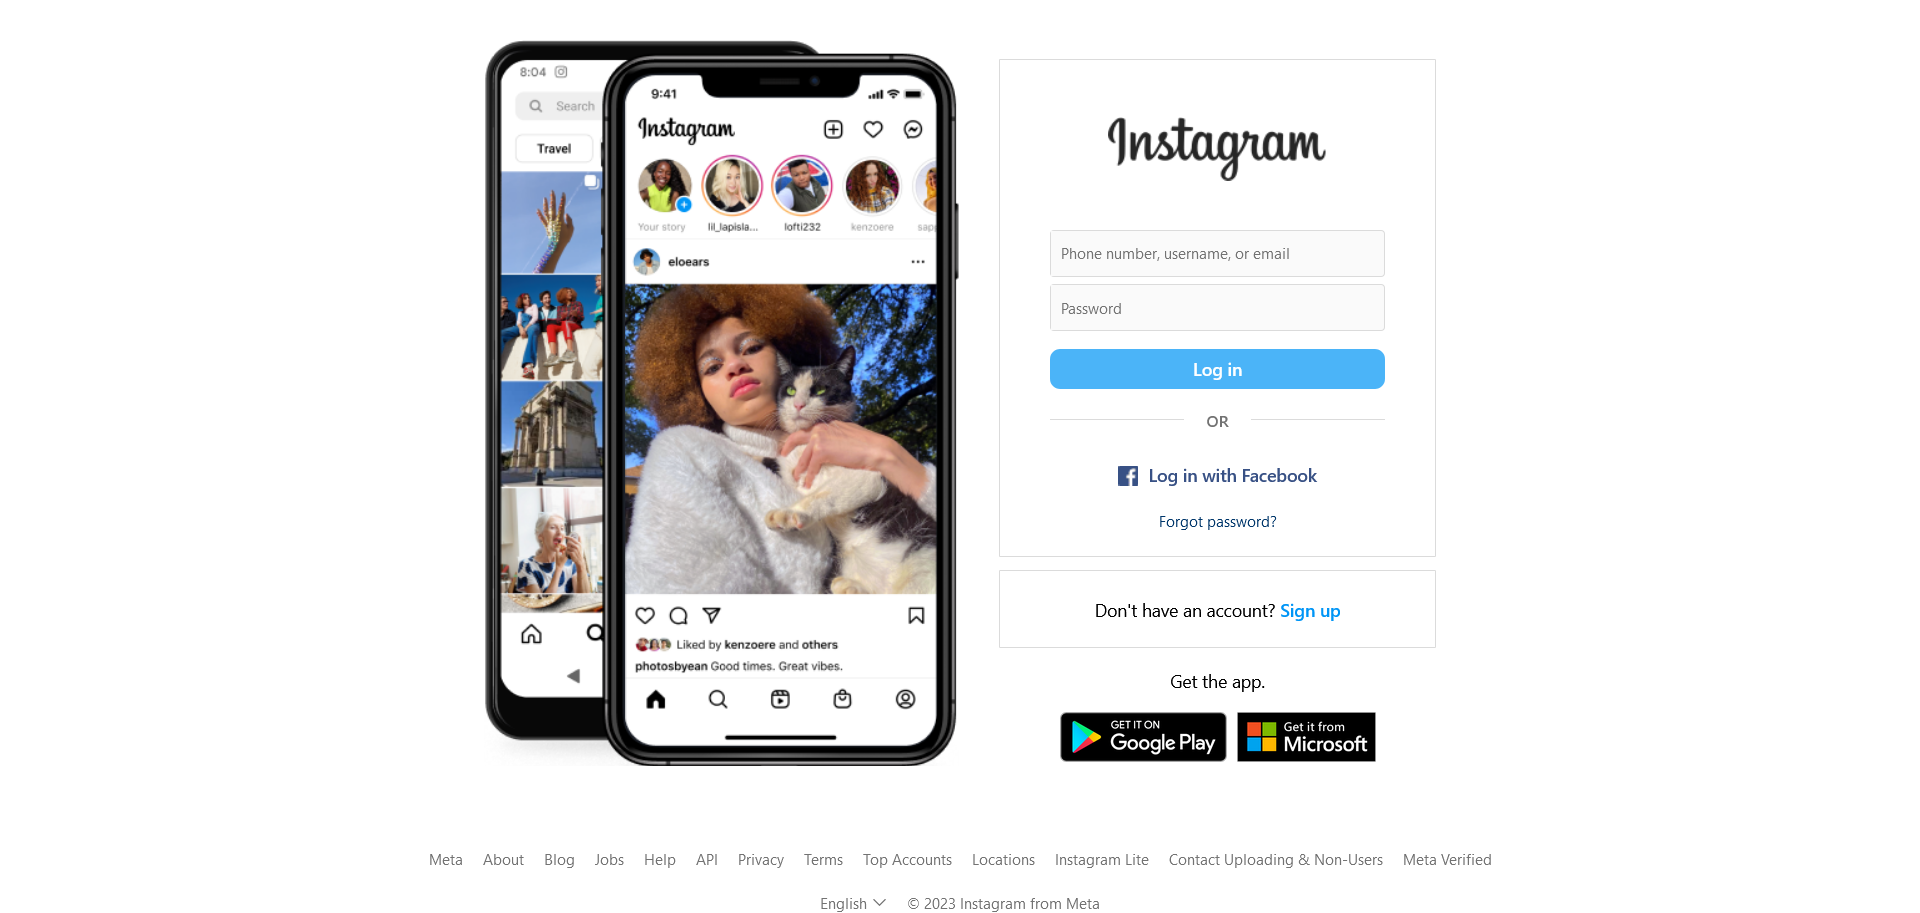 8:04
Search
Travel
9:41
Instagram
Your story
lil_lapisla...
lofti232
kenzoere
sapp
eloears
Liked by kenzoere and others
photosbyean Good times. Great vibes.
Instagram
Phone number, username, or email
Password
Log in
OR
Log in with Facebook
Forgot password?
Don't have an account? Sign up
Get the app.
GET IT ON
Google Play
Get it from
Microsoft
Meta About Blog Jobs Help API Privacy Terms Top Accounts Locations Instagram Lite Contact Uploading & Non-Users Meta Verified
English © 2023 Instagram from Meta